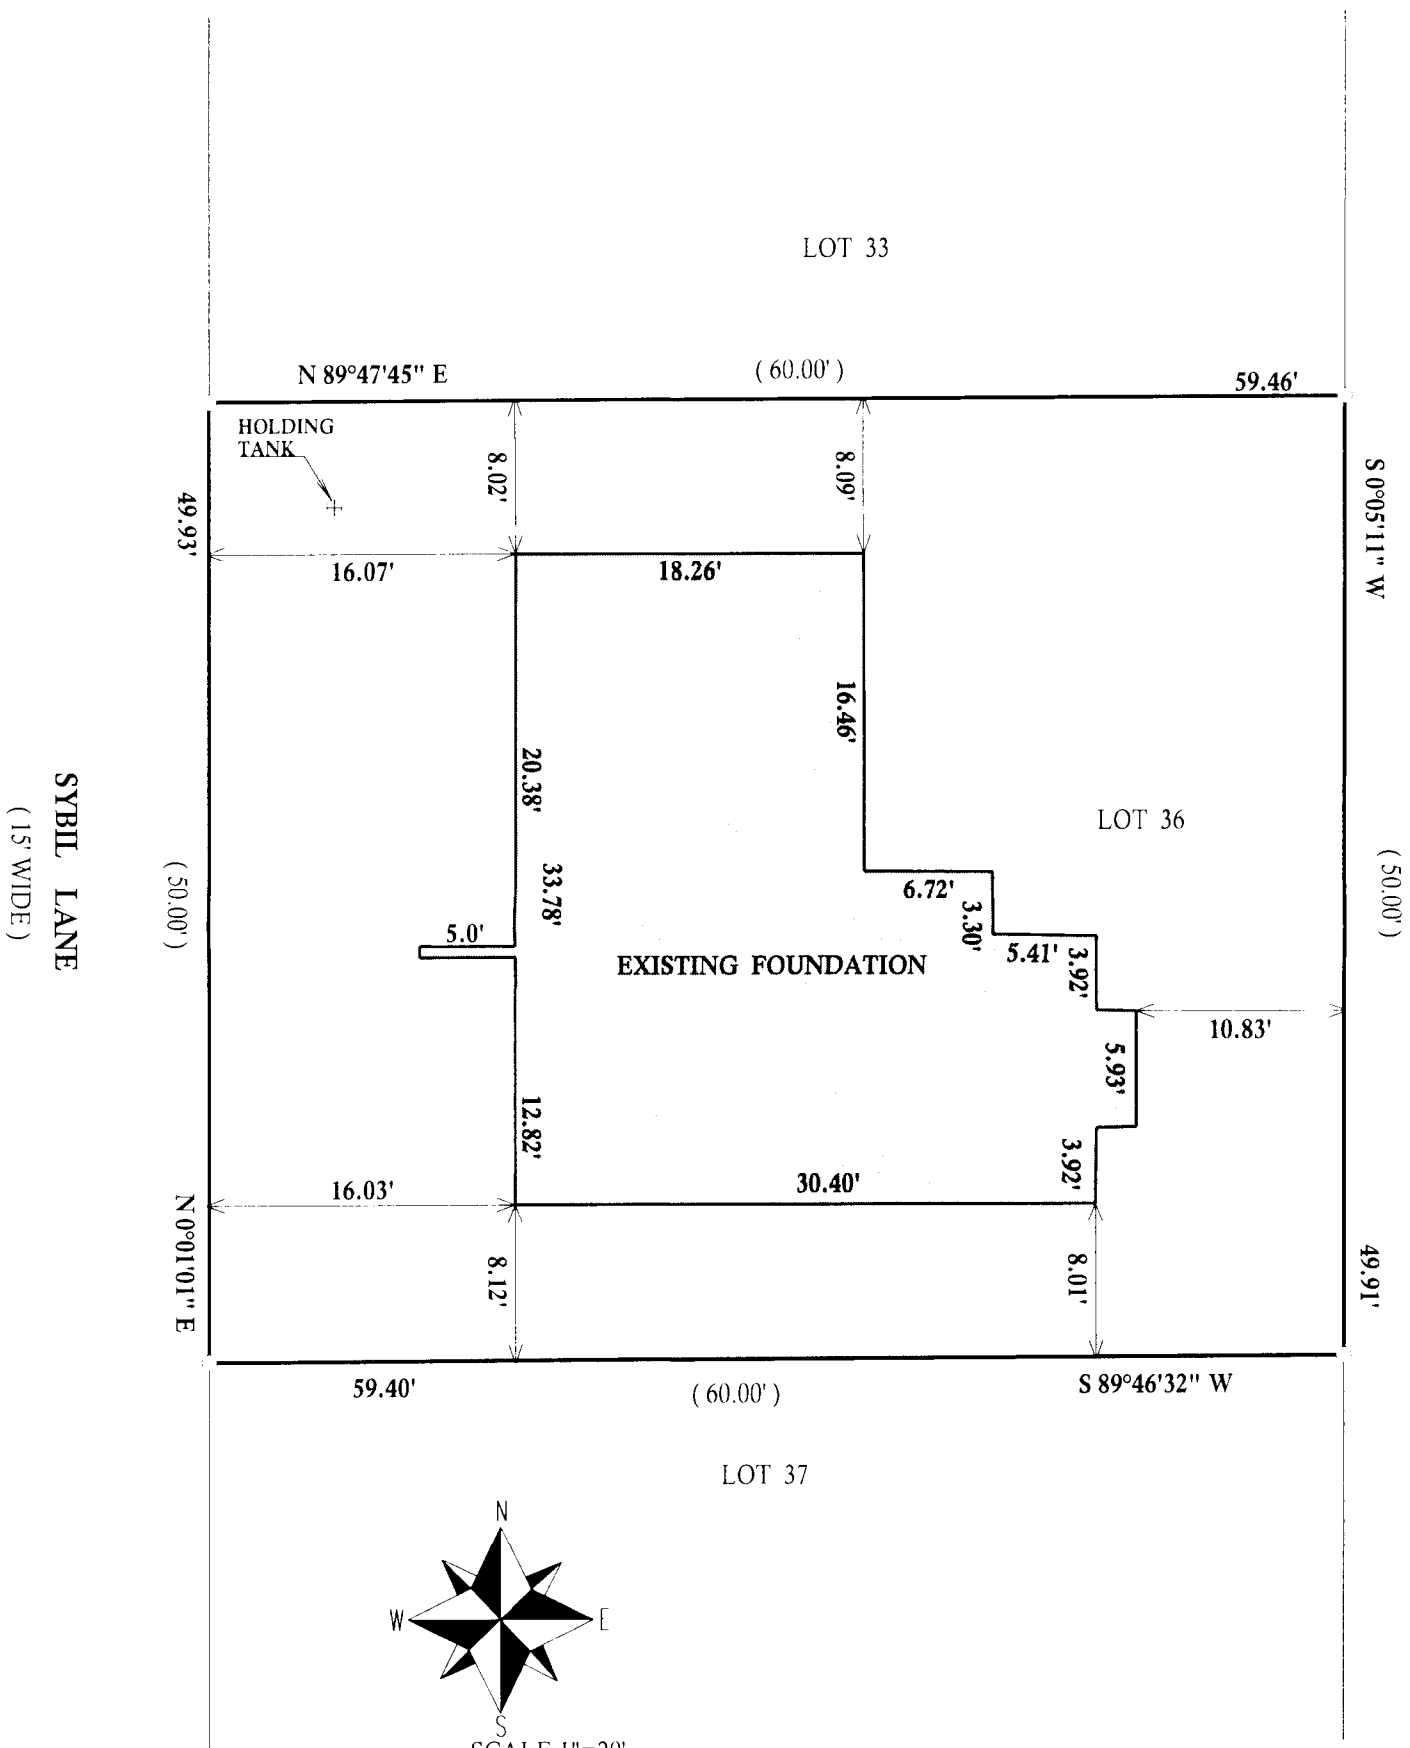 LOT 33
N 89°47'45" E
( 60.00' )
59.46'
HOLDING
TANK
8.02'
8.09'
S 0°05'11" W
49.93'
16.07'
18.26'
16.46'
20.38'
SYBIL LANE
( 15' WIDE )
( 50.00' )
33.78'
LOT 36
( 50.00' )
6.72'
3.30'
5.0'
5.41'
3.92'
EXISTING FOUNDATION
10.83'
5.93'
12.82'
3.92'
16.03'
30.40'
N 0°01'01" E
8.12'
8.01'
49.91'
59.40'
( 60.00' )
S 89°46'32" W
LOT 37
N
W
E
S
SCALE 1"=20'